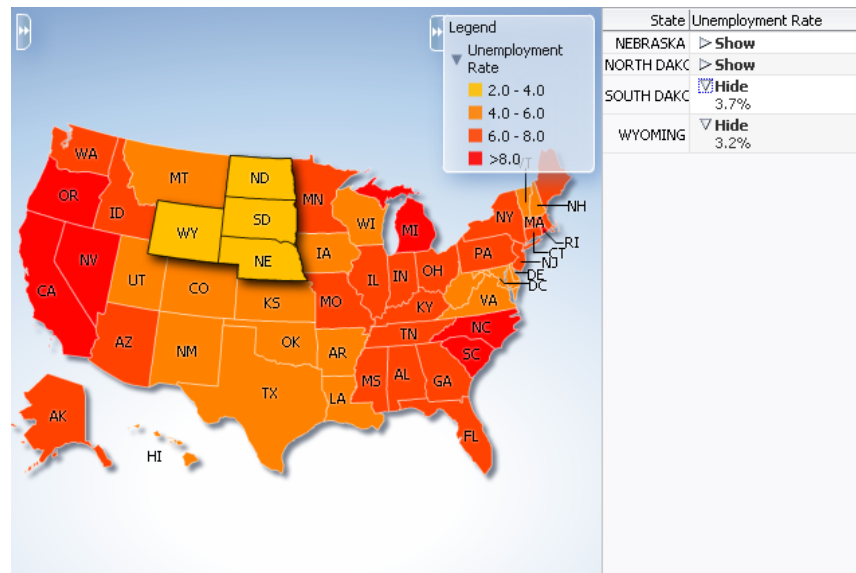 Legend
Unemployment
Rate
2.0 - 4.0
4.0 - 6.0
6.0 - 8.0
>8.0
State Unemployment Rate
NEBRASKA Show
NORTH DAKC Show
SOUTH DAKC Hide
3.7%
WYOMING Hide
3.2%
WA
MT
ND
MN
VT
OR
ID
SD
WI
MI
NY
MA
NH
WY
NE
IA
PA
RI
CT
NJ
NV
UT
CO
IL
IN
OH
DE
DC
CA
KS
MO
KY
VA
AZ
NM
OK
AR
TN
NC
SC
TX
LA
MS
AL
GA
AK
HI
FL